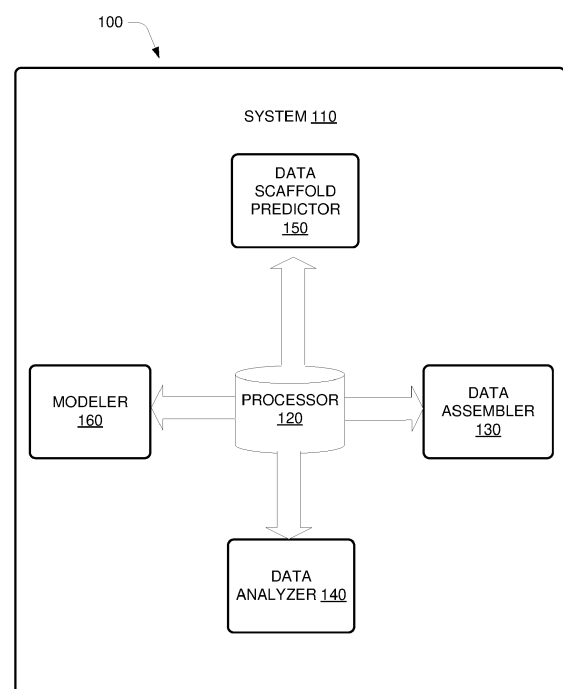 100
SYSTEM 110
DATA
SCAFFOLD
PREDICTOR
150
MODELER
160
PROCESSOR
120
DATA
ASSEMBLER
130
DATA
ANALYZER 140